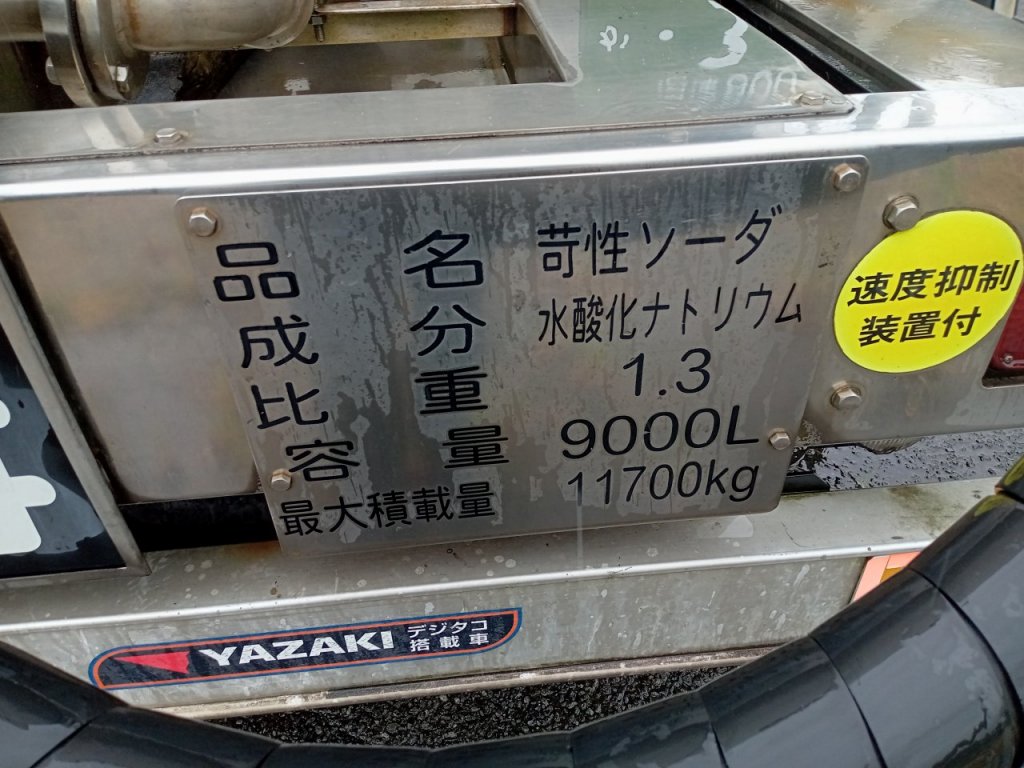 品名 苛性ソーダ
成分 水酸化ナトリウム
比重 1.3
容量 9000L
最大積載量 11700kg
速度抑制
装置付
YAZAKI デジタコ
搭載車